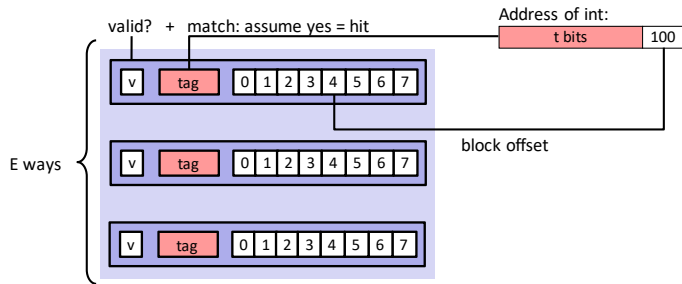 Address of int:
valid? + match: assume yes = hit
t bits 100
v tag 0 1 2 3 4 5 6 7
block offset
E ways
v tag 0 1 2 3 4 5 6 7
v tag 0 1 2 3 4 5 6 7